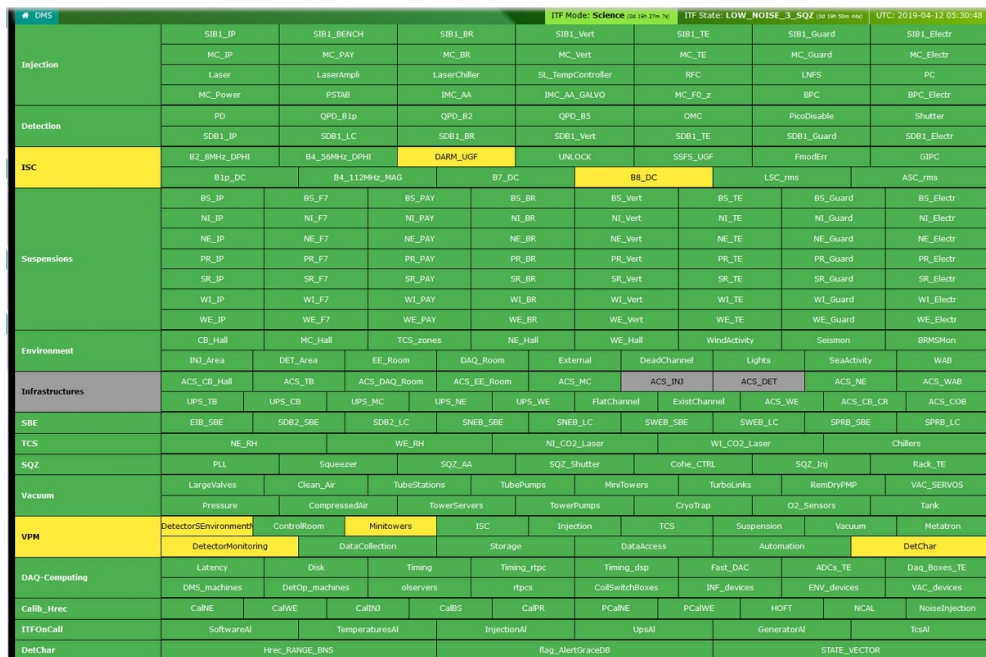 DMS ITF Mode: Science (0d 19h 27m 7s) ITF State: LOW_NOISE_3_SQZ (0d 19h 50m 44s) UTC: 2019-04-12 05:30:48
Injection
SIB1_IP SIB1_BENCH SIB1_BR SIB1_Vert SIB1_TE SIB1_Guard SIB1_Electr
MC_IP MC_PAY MC_BR MC_Vert MC_TE MC_Guard MC_Electr
Laser LaserAmpli LaserChiller SL_TempController RFC LNFS PC
MC_Power PSTAB IMC_AA IMC_AA_GALVO MC_F0_z BPC BPC_Electr
Detection
PD QPD_B1p QPD_B2 QPD_B5 OMC PicoDisable Shutter
SDB1_IP SDB1_LC SDB1_BR SDB1_Vert SDB1_TE SDB1_Guard SDB1_Electr
ISC
B2_8MHz_DPHI B4_56MHz_DPHI DARM_UGF UNLOCK SSFS_UGF FmodErr GIPC
B1p_DC B4_112MHz_MAG B7_DC B8_DC LSC_rms ASC_rms
Suspensions
BS_IP BS_F7 BS_PAY BS_BR BS_Vert BS_TE BS_Guard BS_Electr
NI_IP NI_F7 NI_PAY NI_BR NI_Vert NI_TE NI_Guard NI_Electr
NE_IP NE_F7 NE_PAY NE_BR NE_Vert NE_TE NE_Guard NE_Electr
PR_IP PR_F7 PR_PAY PR_BR PR_Vert PR_TE PR_Guard PR_Electr
SR_IP SR_F7 SR_PAY SR_BR SR_Vert SR_TE SR_Guard SR_Electr
WI_IP WI_F7 WI_PAY WI_BR WI_Vert WI_TE WI_Guard WI_Electr
WE_IP WE_F7 WE_PAY WE_BR WE_Vert WE_TE WE_Guard WE_Electr
Environment
CB_Hall MC_Hall TCS_zones NE_Hall WE_Hall WindActivity Seismon BRMSMon
INJ_Area DET_Area EE_Room DAQ_Room External DeadChannel Lights SeaActivity WAB
Infrastructures
ACS_CB_Hall ACS_TB ACS_DAQ_Room ACS_EE_Room ACS_MC ACS_INJ ACS_DET ACS_NE ACS_WAB
UPS_TB UPS_CB UPS_MC UPS_NE UPS_WE FlatChannel ExistChannel ACS_WE ACS_CB_CR ACS_COB
SBE EIB_SBE SDB2_SBE SDB2_LC SNEB_SBE SNEB_LC SWEB_SBE SWEB_LC SPRB_SBE SPRB_LC
TCS NE_RH WE_RH NI_CO2_Laser WI_CO2_Laser Chillers
SQZ PLL Squeezer SQZ_AA SQZ_Shutter Cohe_CTRL SQZ_Inj Rack_TE
Vacuum
LargeValves Clean_Air TubeStations TubePumps MiniTowers TurboLinks RemDryPMP VAC_SERVOS
Pressure CompressedAir TowerServers TowerPumps CryoTrap O2_Sensors Tank
VPM
ControlRoom Minitowers ISC Injection TCS Suspension Vacuum Metatron
DetectorMonitoring DataCollection Storage DataAccess Automation DetChar
DAQ-Computing
Latency Disk Timing Timing_rtpc Timing_dsp Fast_DAC ADCs_TE Daq_Boxes_TE
DMS_machines DetOp_machines olservers rtpcs CoilSwitchBoxes INF_devices ENV_devices VAC_devices
Calib_Hrec CalNE CalWE CalINJ CalBS CalPR PCalNE PCalWE HOFT NCAL NoiseInjection
ITFOnCall SoftwareAl TemperaturesAl InjectionAl UpsAl GeneratorAl TcsAl
DetChar Hrec_RANGE_BNS flag_AlertGraceDB STATE_VECTOR